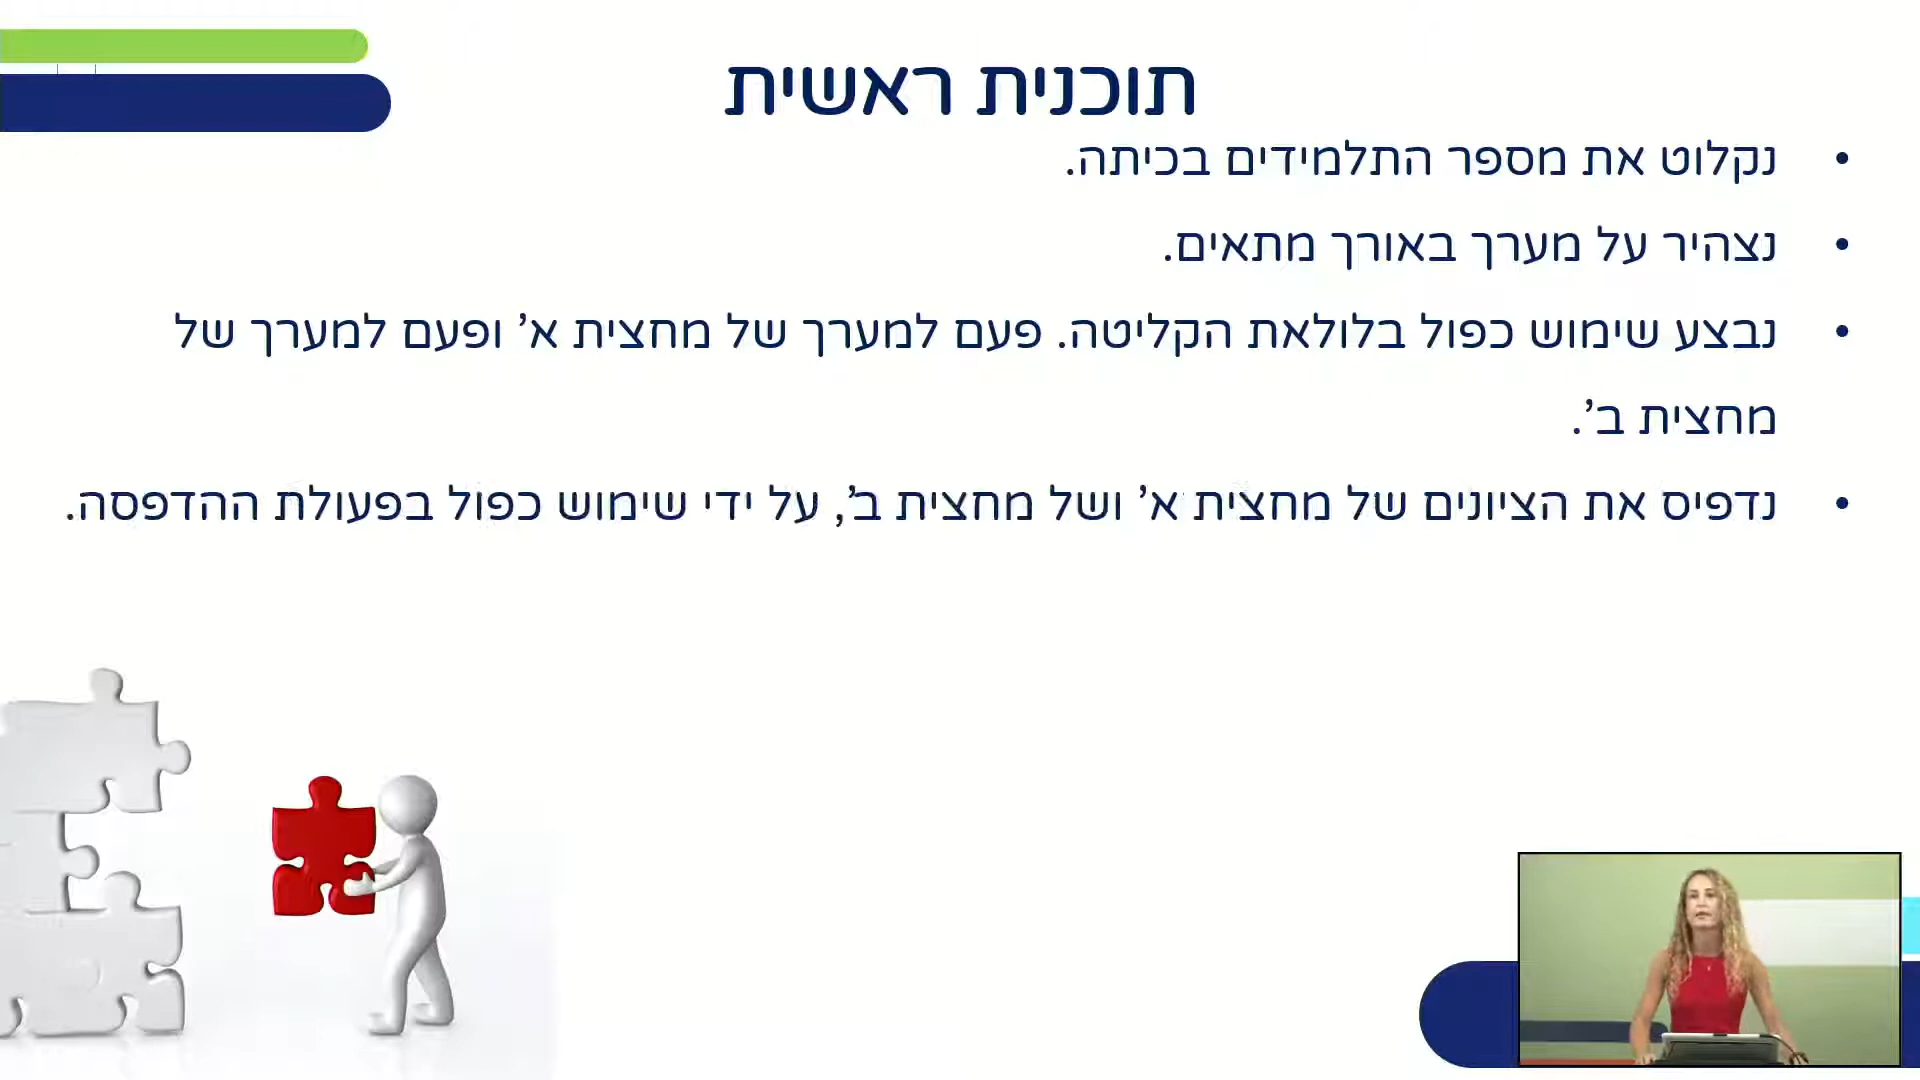 תוכנית ראשית
• נקלוט את מספר התלמידים בכיתה.
• נצהיר על מערך באורך מתאים.
• נבצע שימוש כפול בלולאת הקליטה. פעם למערך של מחצית א' ופעם למערך של
מחצית ב'.
• נדפיס את הציונים של מחצית א' ושל מחצית ב', על ידי שימוש כפול בפעולת ההדפסה.